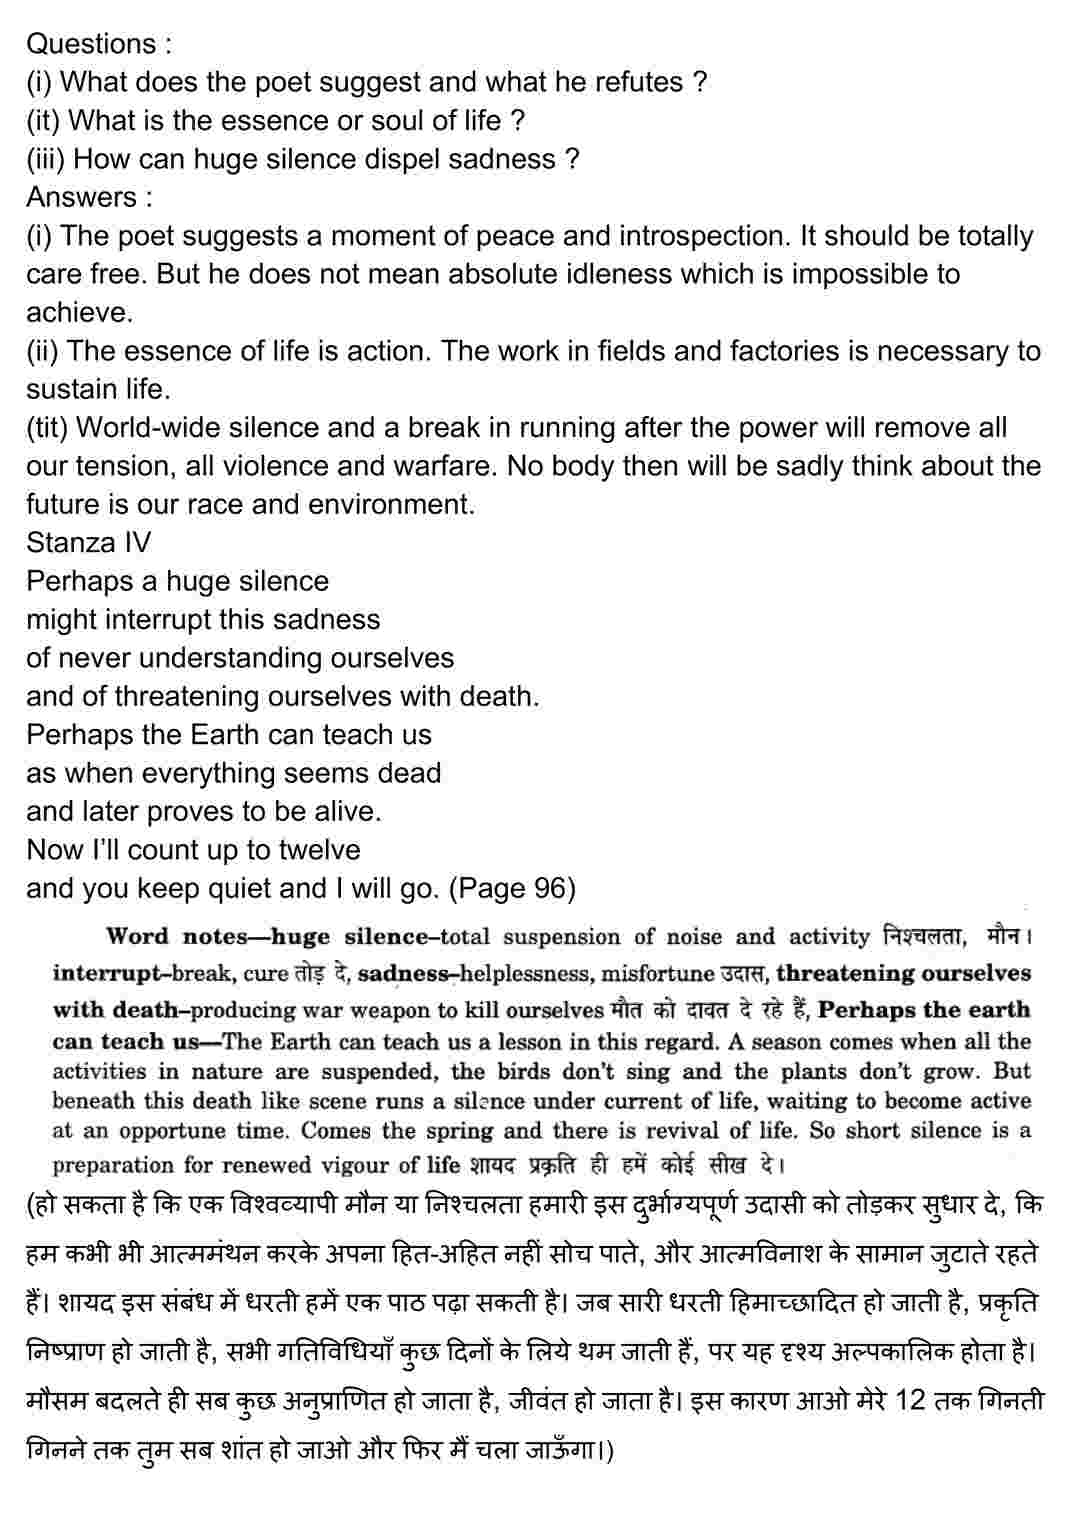 Questions :
(i) What does the poet suggest and what he refutes ?
(it) What is the essence or soul of life ?
(iii) How can huge silence dispel sadness ?
Answers :
(i) The poet suggests a moment of peace and introspection. It should be totally
care free. But he does not mean absolute idleness which is impossible to
achieve.
(ii) The essence of life is action. The work in fields and factories is necessary to
sustain life.
(tit) World-wide silence and a break in running after the power will remove all
our tension, all violence and warfare. No body then will be sadly think about the
future is our race and environment.
Stanza IV
Perhaps a huge silence
might interrupt this sadness
of never understanding ourselves
and of threatening ourselves with death.
Perhaps the Earth can teach us
as when everything seems dead
and later proves to be alive.
Now I’ll count up to twelve
and you keep quiet and I will go. (Page 96)
Word notes—huge silence–total suspension of noise and activity निश्चलता, मौन।
interrupt–break, cure तोड़ दे, sadness–helplessness, misfortune उदास, threatening ourselves
with death–producing war weapon to kill ourselves मौत को दावत दे रहे हैं, Perhaps the earth
can teach us—The Earth can teach us a lesson in this regard. A season comes when all the
activities in nature are suspended, the birds don't sing and the plants don't grow. But
beneath this death like scene runs a silence under current of life, waiting to become active
at an opportune time. Comes the spring and there is revival of life. So short silence is a
preparation for renewed vigour of life शायद प्रकृति ही हमें कोई सीख दे।
(हो सकता है कि एक विश्वव्यापी मौन या निश्चलता हमारी इस दुर्भाग्यपूर्ण उदासी को तोड़कर सुधार दे, कि
हम कभी भी आत्ममंथन करके अपना हित-अहित नहीं सोच पाते, और आत्मविनाश के सामान जुटाते रहते
हैं। शायद इस संबंध में धरती हमें एक पाठ पढ़ा सकती है। जब सारी धरती हिमाच्छादित हो जाती है, प्रकृति
निष्प्राण हो जाती है, सभी गतिविधियाँ कुछ दिनों के लिये थम जाती हैं, पर यह दृश्य अल्पकालिक होता है।
मौसम बदलते ही सब कुछ अनुप्राणित हो जाता है, जीवंत हो जाता है। इस कारण आओ मेरे 12 तक गिनती
गिनने तक तुम सब शांत हो जाओ और फिर मैं चला जाऊँगा।)